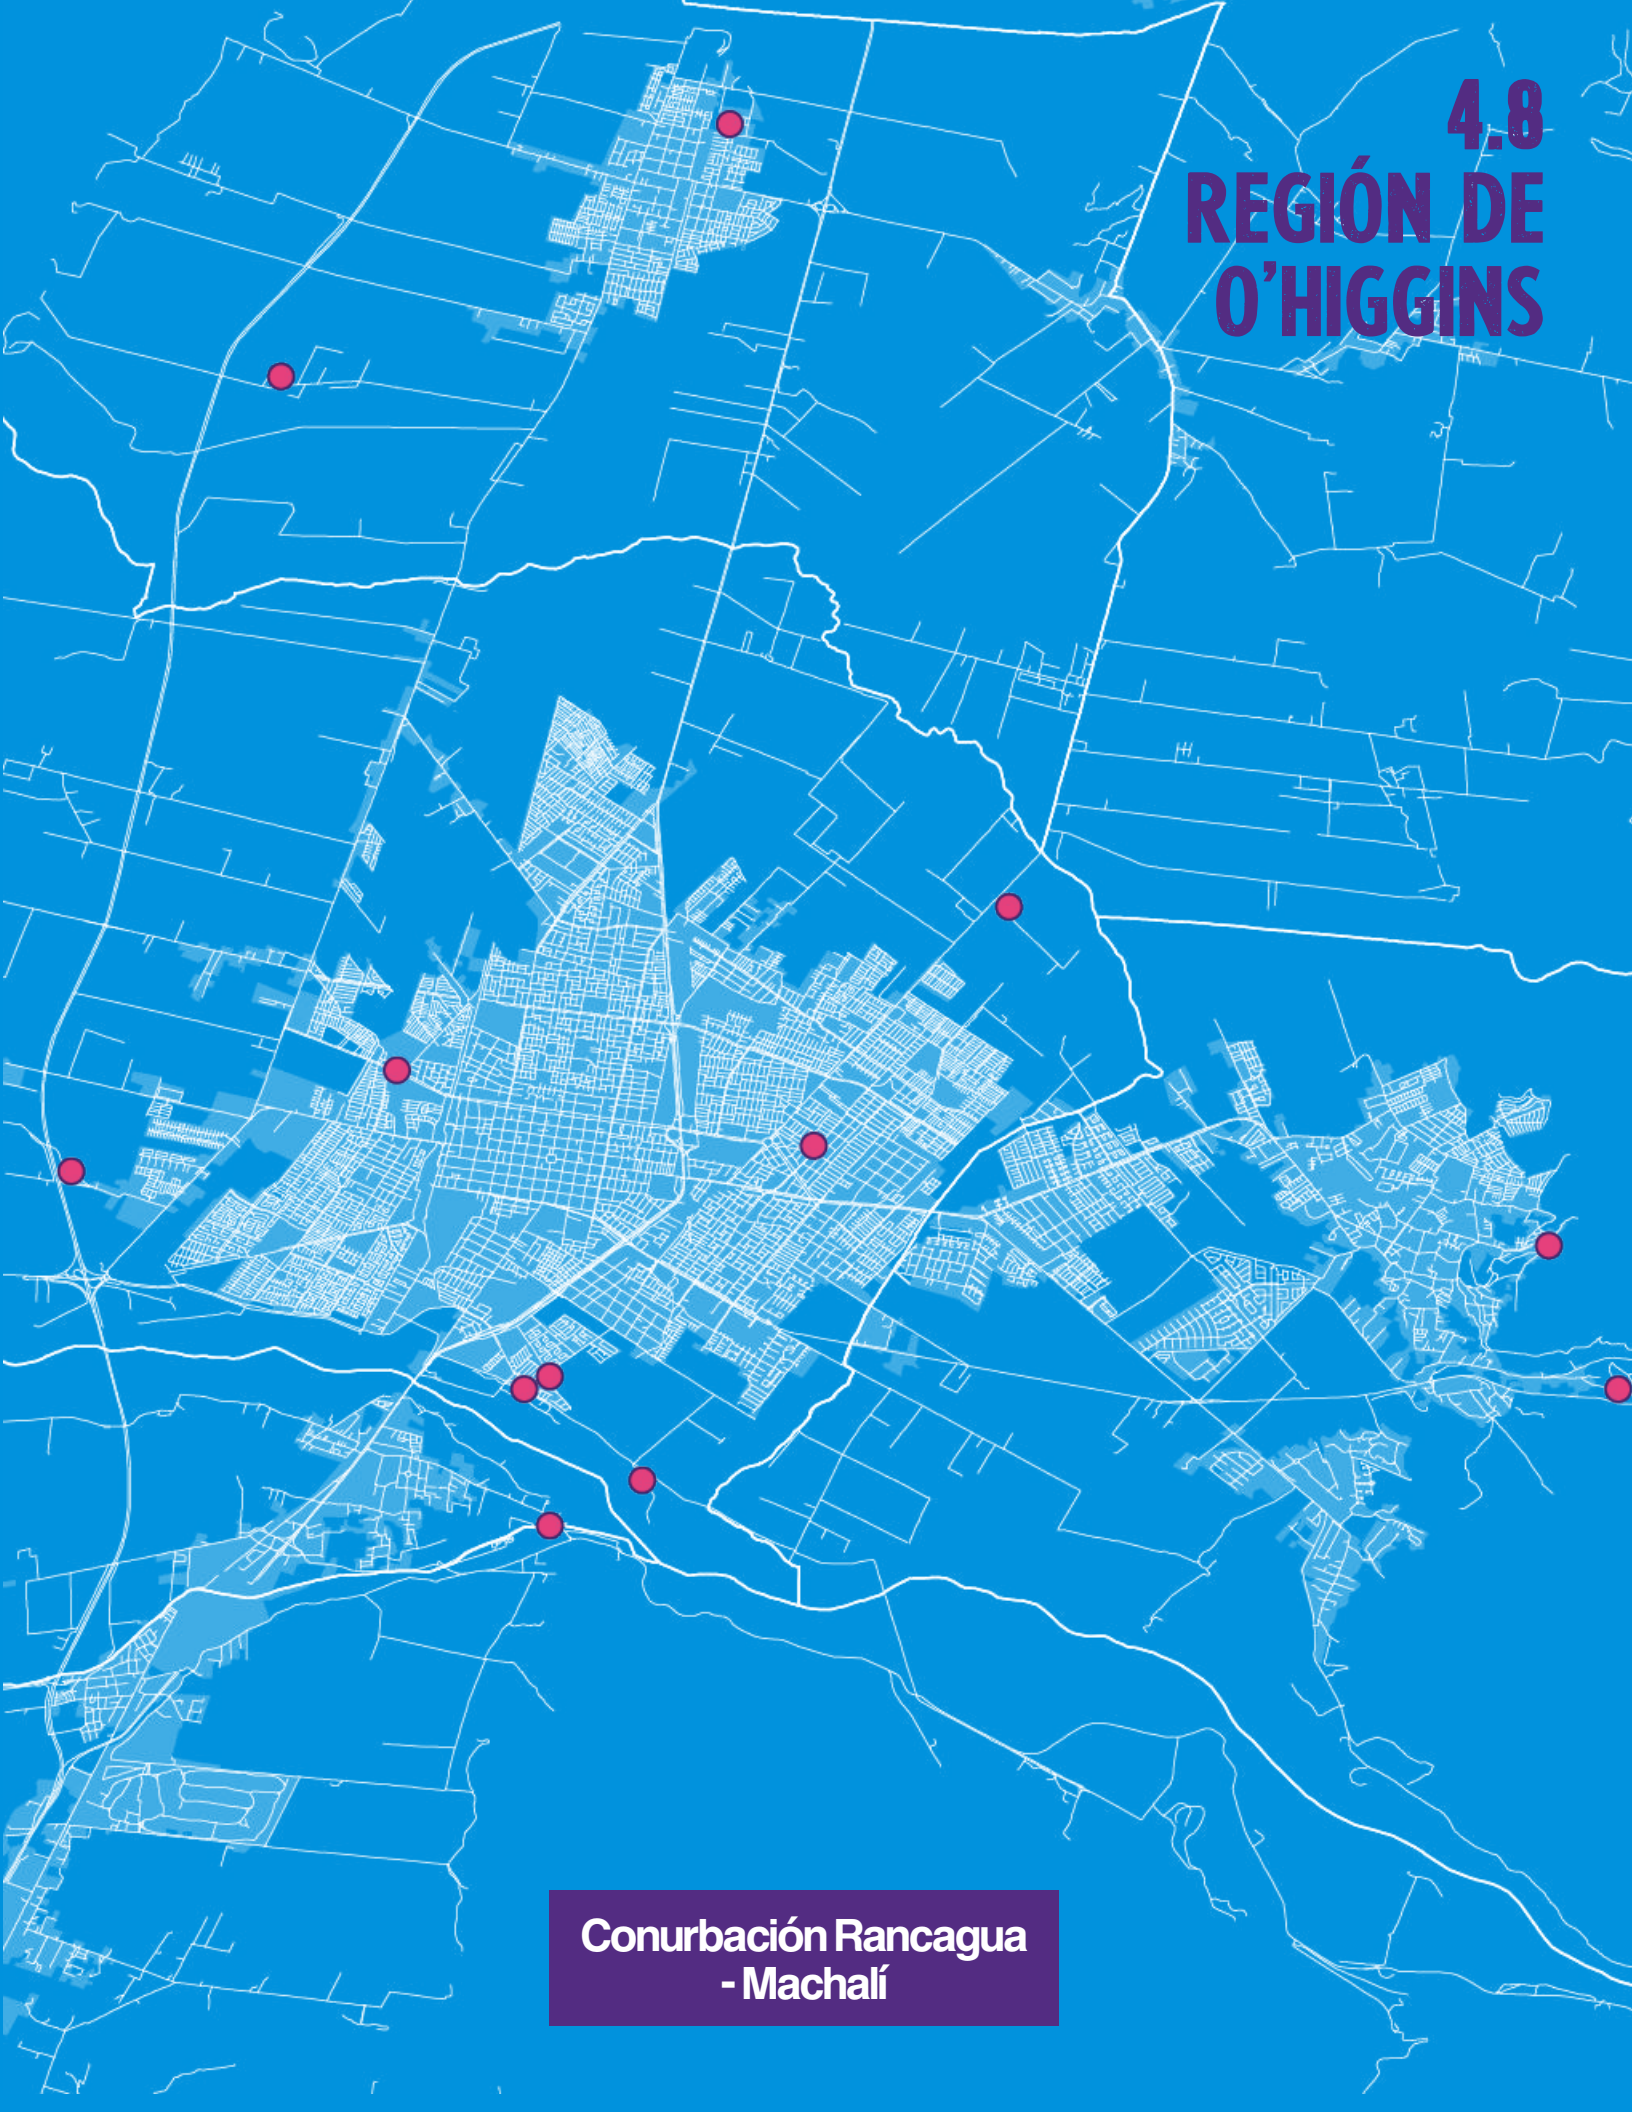 4.8
REGIÓN DE
O'HIGGINS
Conurbación Rancagua
- Machalí